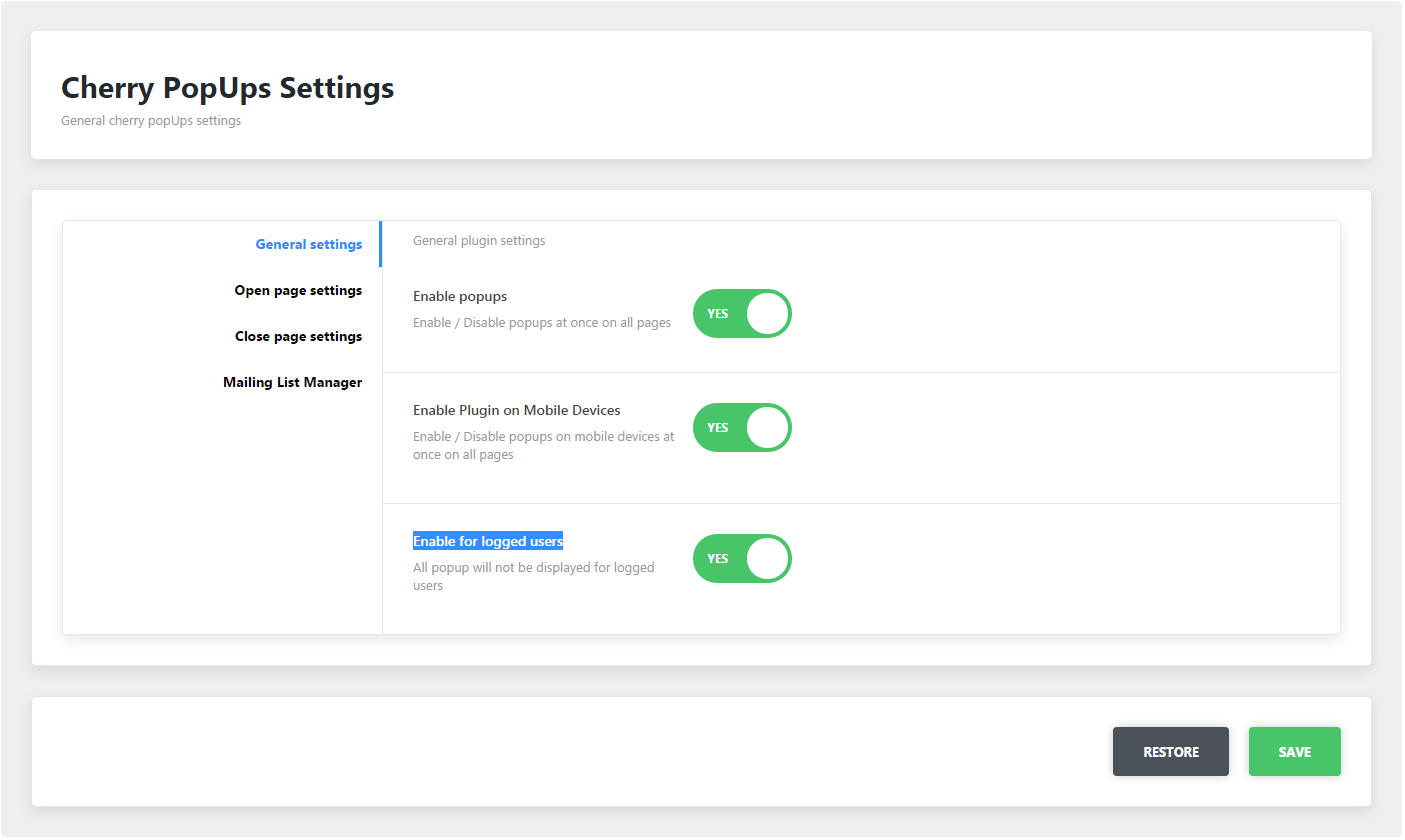 Cherry PopUps Settings
General cherry popUps settings
General settings
Open page settings
Close page settings
Mailing List Manager
General plugin settings
Enable popups
Enable / Disable popups at once on all pages
YES
Enable Plugin on Mobile Devices
Enable / Disable popups on mobile devices at
once on all pages
YES
Enable for logged users
All popup will not be displayed for logged
users
YES
RESTORE
SAVE